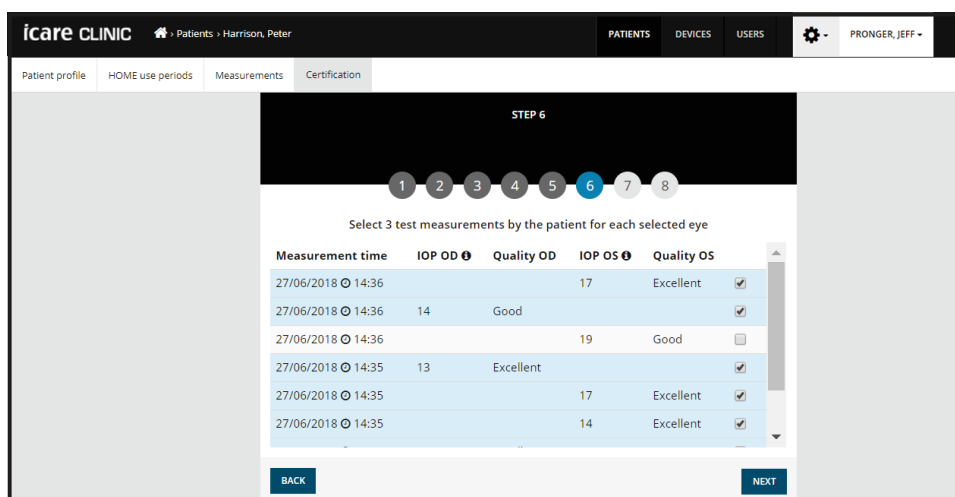 icare CLINIC › Patients › Harrison, Peter PATIENTS DEVICES USERS PRONGER, JEFF
Patient profile HOME use periods Measurements Certification
STEP 6
1 2 3 4 5 6 7 8
Select 3 test measurements by the patient for each selected eye
Measurement time IOP OD IOP OS Quality OD Quality OS
27/06/2018 14:36 17 Excellent
27/06/2018 14:36 14 Good
27/06/2018 14:36 19 Good
27/06/2018 14:35 13 Excellent
27/06/2018 14:35 17 Excellent
27/06/2018 14:35 14 Excellent
BACK NEXT